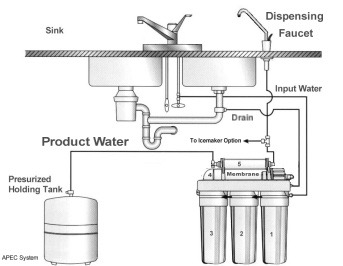 Sink
Dispensing
Faucet
Input Water
Drain
Product Water
To Icemaker Option
Presurized
Holding Tank
5
4
Membrane
3
2
1
APEC System